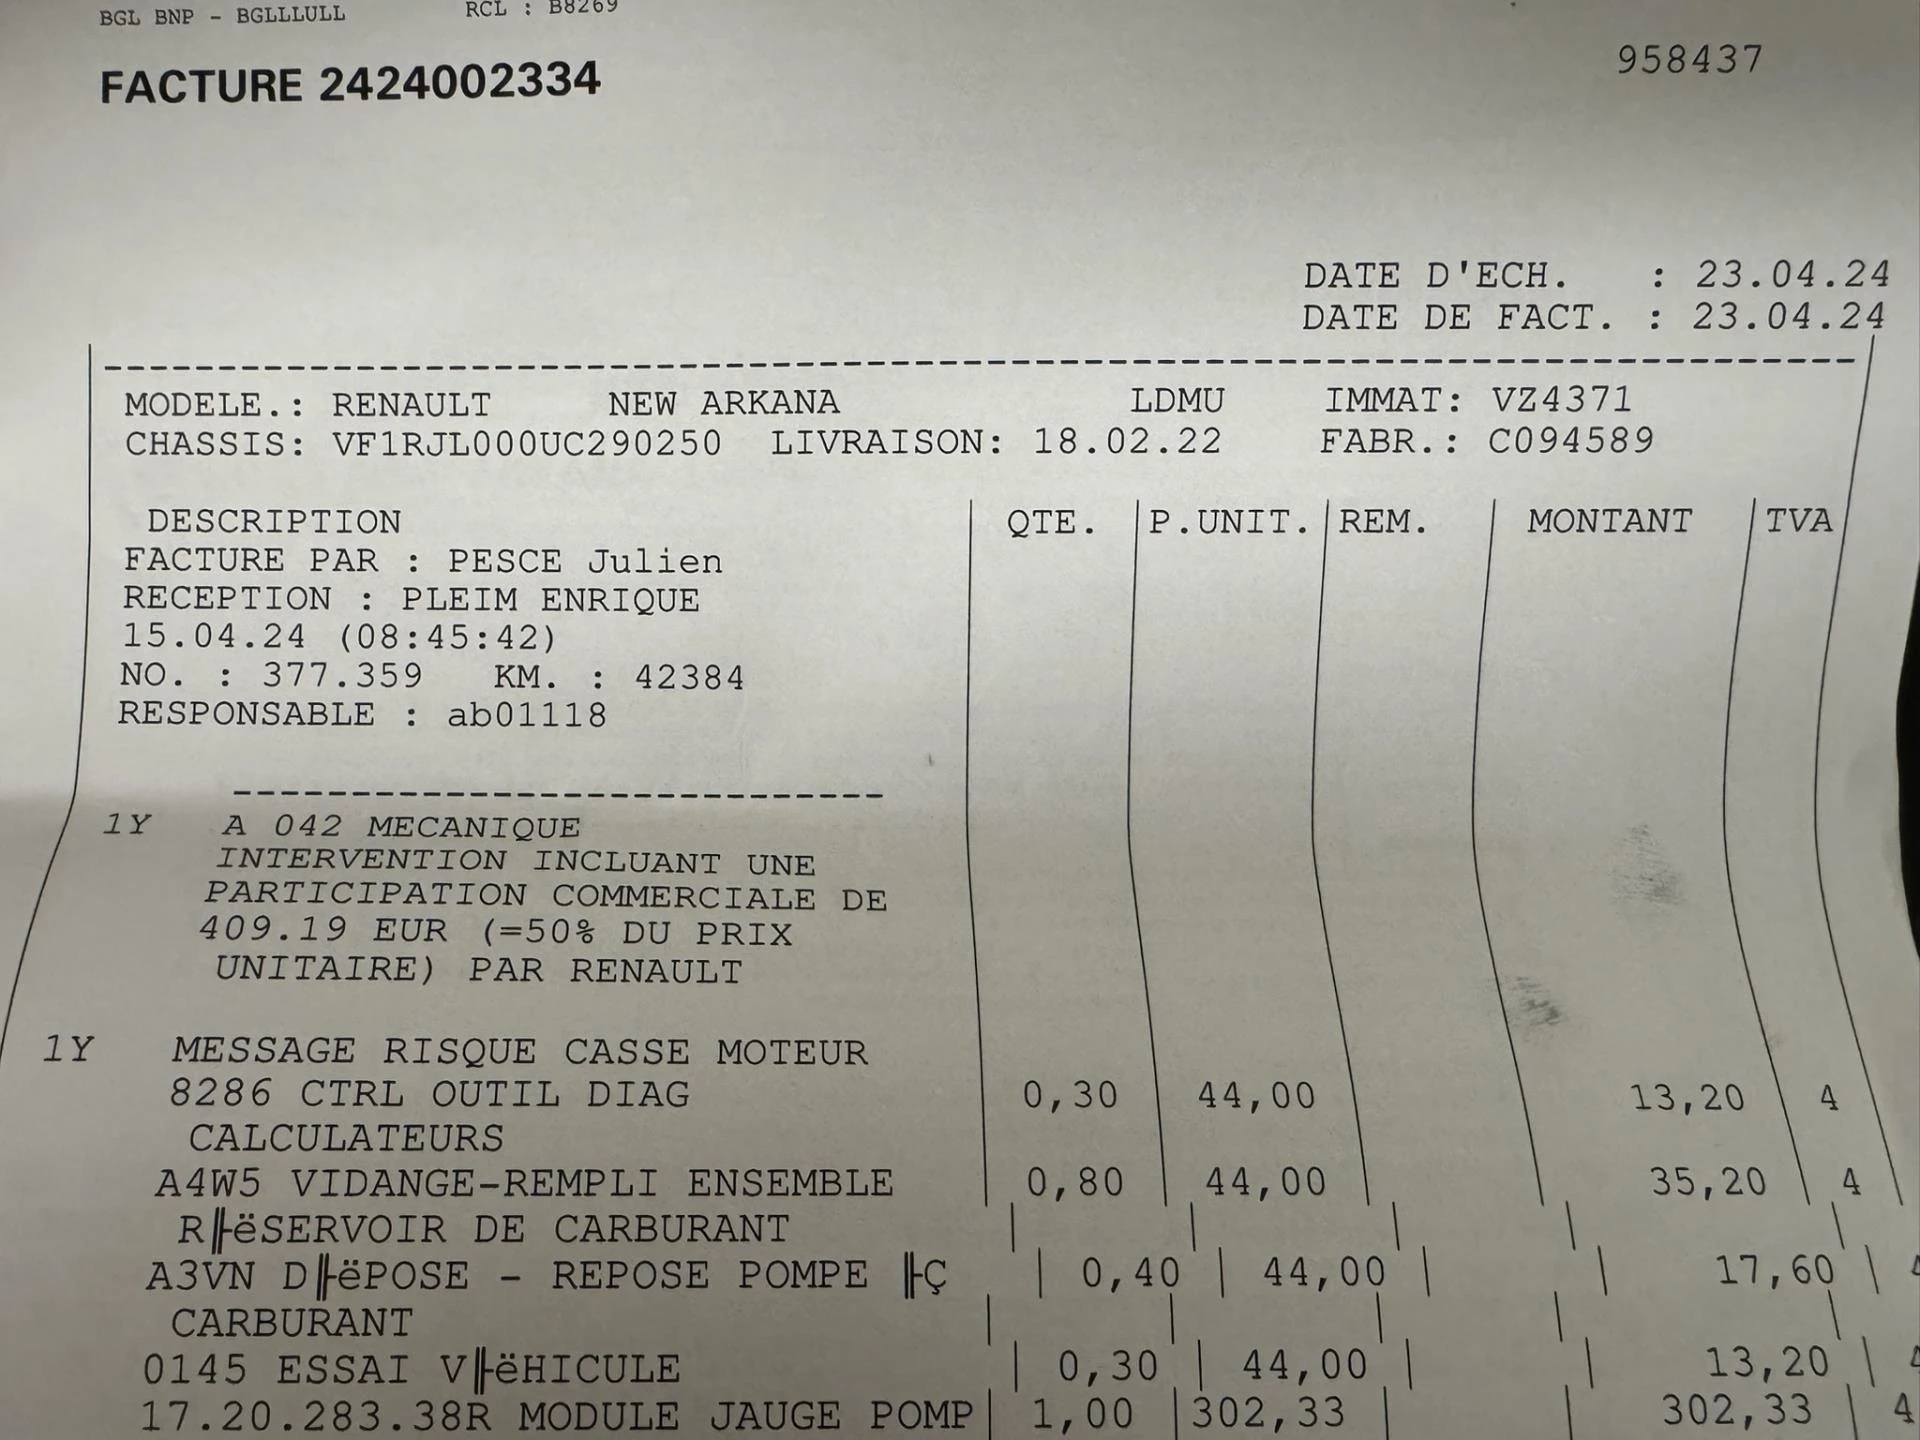 BGL BNP - BGLLLULL RCL : B8269
FACTURE 2424002334 958437
DATE D'ECH. : 23.04.24
DATE DE FACT. : 23.04.24
MODELE.: RENAULT NEW ARKANA LDMU IMMAT: VZ4371
CHASSIS: VF1RJL000UC290250 LIVRAISON: 18.02.22 FABR.: C094589
DESCRIPTION QTE. P.UNIT. REM. MONTANT TVA
FACTURE PAR : PESCE Julien
RECEPTION : PLEIM ENRIQUE
15.04.24 (08:45:42)
NO. : 377.359 KM. : 42384
RESPONSABLE : ab01118
1Y A 042 MECANIQUE
INTERVENTION INCLUANT UNE
PARTICIPATION COMMERCIALE DE
409.19 EUR (=50% DU PRIX
UNITAIRE) PAR RENAULT
1Y MESSAGE RISQUE CASSE MOTEUR
8286 CTRL OUTIL DIAG 0,30 44,00 13,20 4
CALCULATEURS
A4W5 VIDANGE-REMPLI ENSEMBLE 0,80 44,00 35,20 4
R╟ëSERVOIR DE CARBURANT
A3VN D╟ëPOSE - REPOSE POMPE ╟Ç 0,40 44,00 17,60 4
CARBURANT
0145 ESSAI V╟ëHICULE 0,30 44,00 13,20 4
17.20.283.38R MODULE JAUGE POMP 1,00 302,33 302,33 4